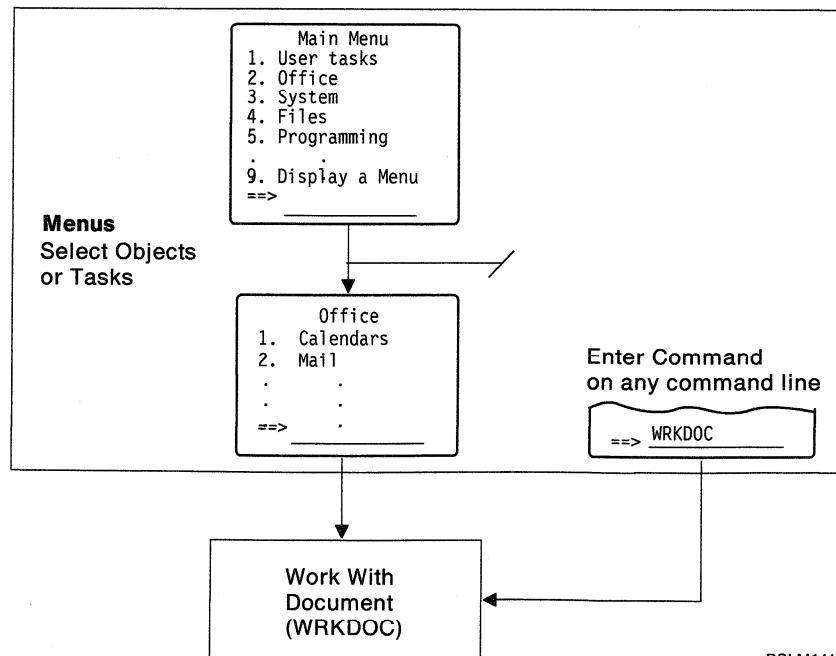 Main Menu
1. User tasks
2. Office
3. System
4. Files
5. Programming
. .
9. Display a Menu
==>
Menus
Select Objects
or Tasks
Office
1. Calendars
2. Mail
. .
. .
==> .
Enter Command
on any command line
==> WRKDOC
Work With
Document
(WRKDOC)